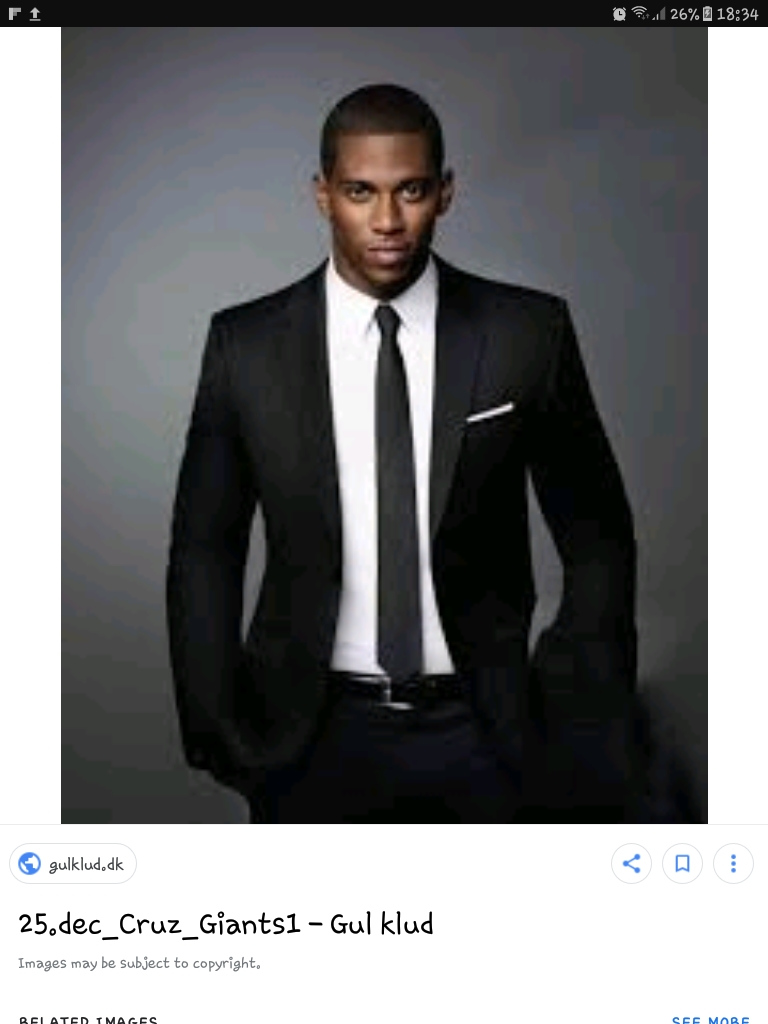 26% 18:34
gulklud.dk
25.dec_Cruz_Giants1 – Gul klud
Images may be subject to copyright.
RELATED IMAGES
SEE MORE